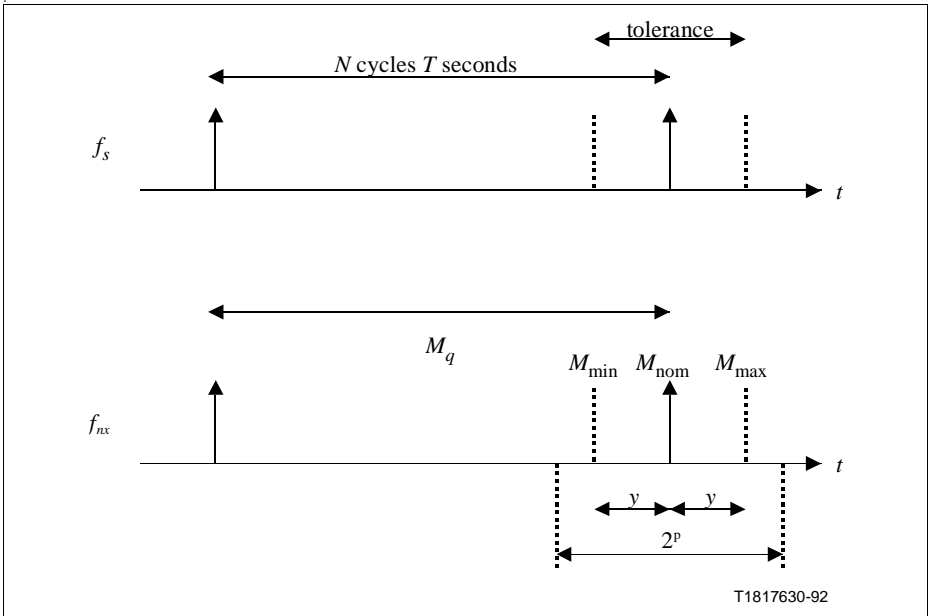 tolerance
N cycles T seconds
f_s
t
M_q
M_min M_nom M_max
f_nx
t
y y
2^p
T1817630-92